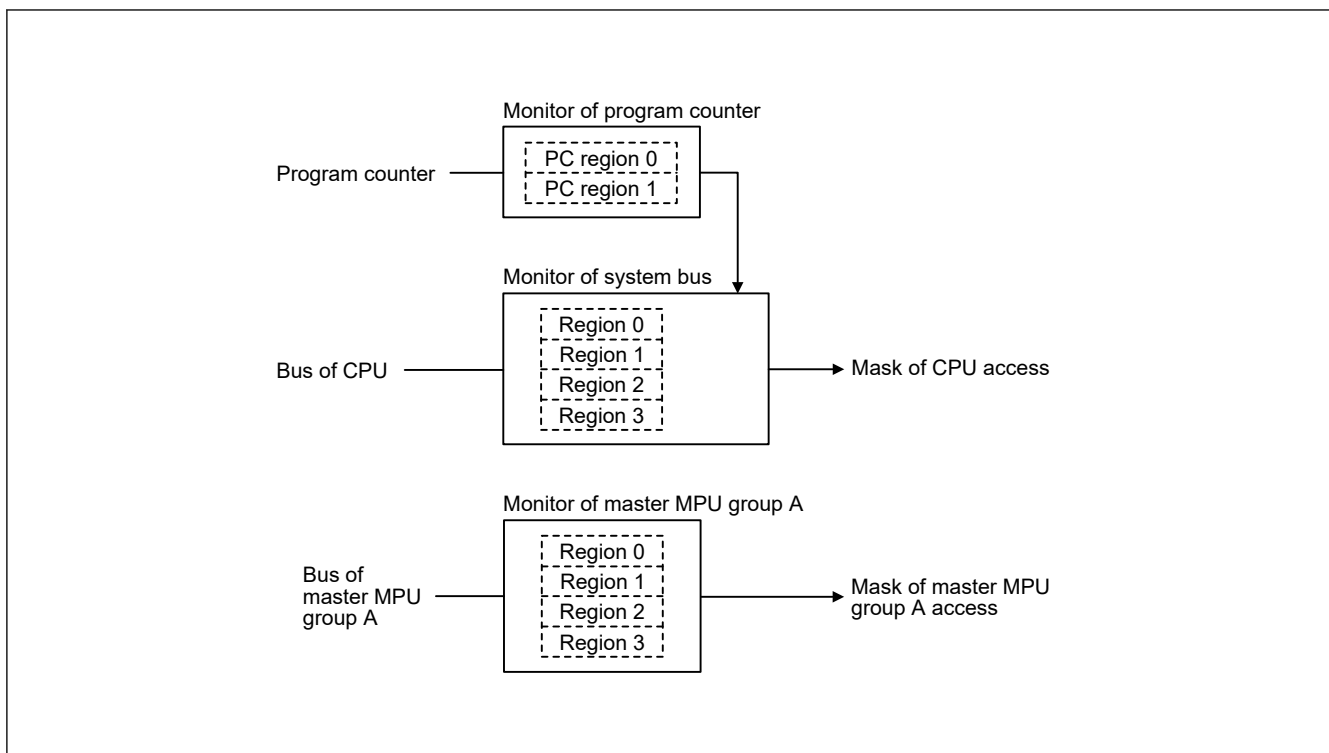 Monitor of program counter
Program counter
PC region 0
PC region 1
Monitor of system bus
Bus of CPU
Region 0
Region 1
Region 2
Region 3
Mask of CPU access
Monitor of master MPU group A
Bus of
master MPU
group A
Region 0
Region 1
Region 2
Region 3
Mask of master MPU
group A access